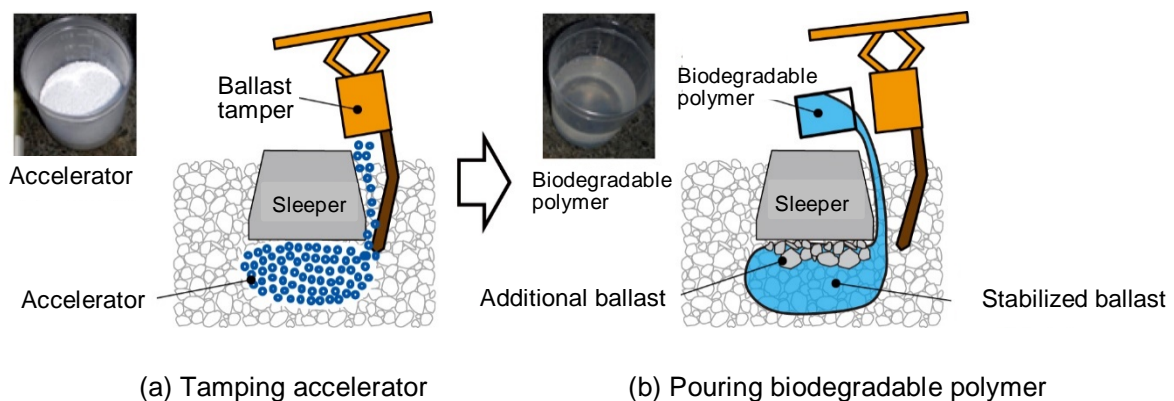 Accelerator
Ballast
tamper
Sleeper
Accelerator
(a) Tamping accelerator
Biodegradable
polymer
Biodegradable
polymer
Sleeper
Additional ballast
Stabilized ballast
(b) Pouring biodegradable polymer